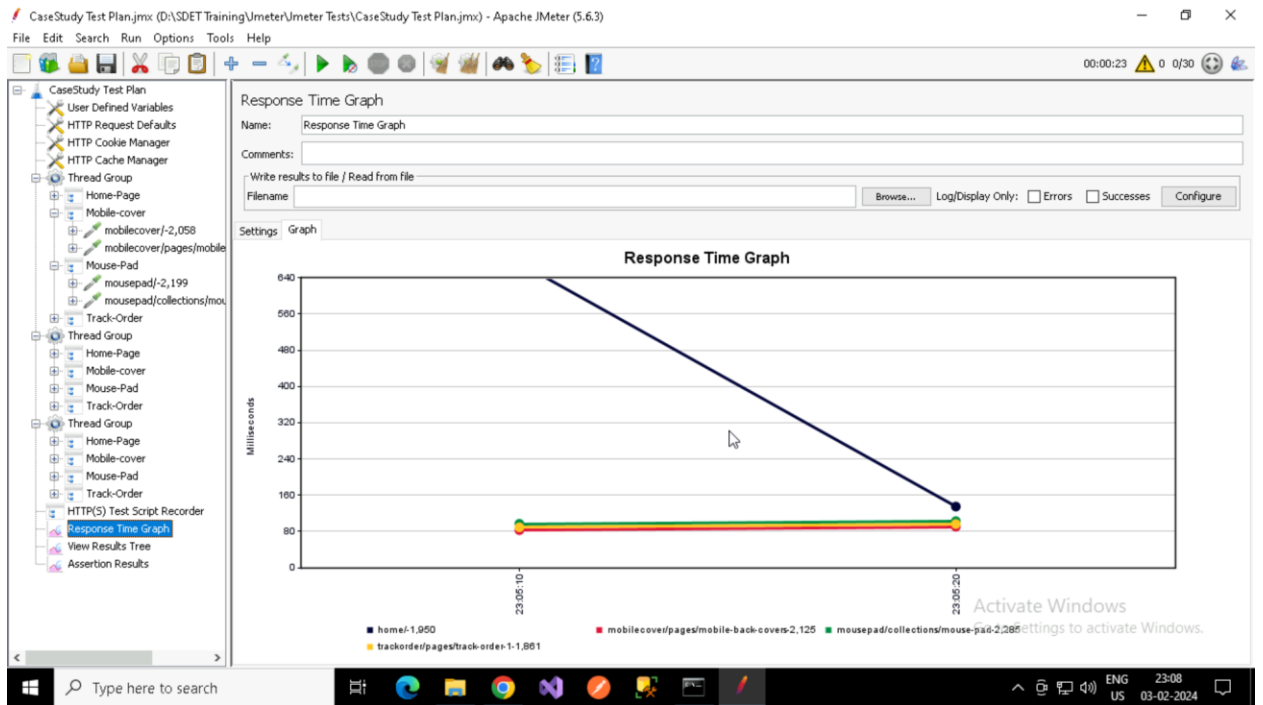 CaseStudy Test Plan.jmx (D:\SDET Training\Jmeter\Jmeter Tests\CaseStudy Test Plan.jmx) - Apache JMeter (5.6.3)
File Edit Search Run Options Tools Help
00:00:23 0 0/30
CaseStudy Test Plan
User Defined Variables
HTTP Request Defaults
HTTP Cookie Manager
HTTP Cache Manager
Thread Group
Home-Page
Mobile-cover
mobilecover/-2,058
mobilecover/pages/mobile
Mouse-Pad
mousepad/-2,199
mousepad/collections/mou
Track-Order
Thread Group
Home-Page
Mobile-cover
Mouse-Pad
Track-Order
Thread Group
Home-Page
Mobile-cover
Mouse-Pad
Track-Order
HTTP(S) Test Script Recorder
Response Time Graph
View Results Tree
Assertion Results
Response Time Graph
Name: Response Time Graph
Comments:
Write results to file / Read from file
Filename Browse... Log/Display Only: Errors Successes Configure
Settings Graph
Response Time Graph
Milliseconds
640
560
480
400
320
240
160
80
0
23:05:10 23:05:20
home/-1,950 mobilecover/pages/mobile-back-covers-2,125 mousepad/collections/mouse-pad-2,285
trackorder/pages/track-order-1-1,861
Activate Windows
Go to Settings to activate Windows.
Type here to search
ENG
US
23:08
03-02-2024